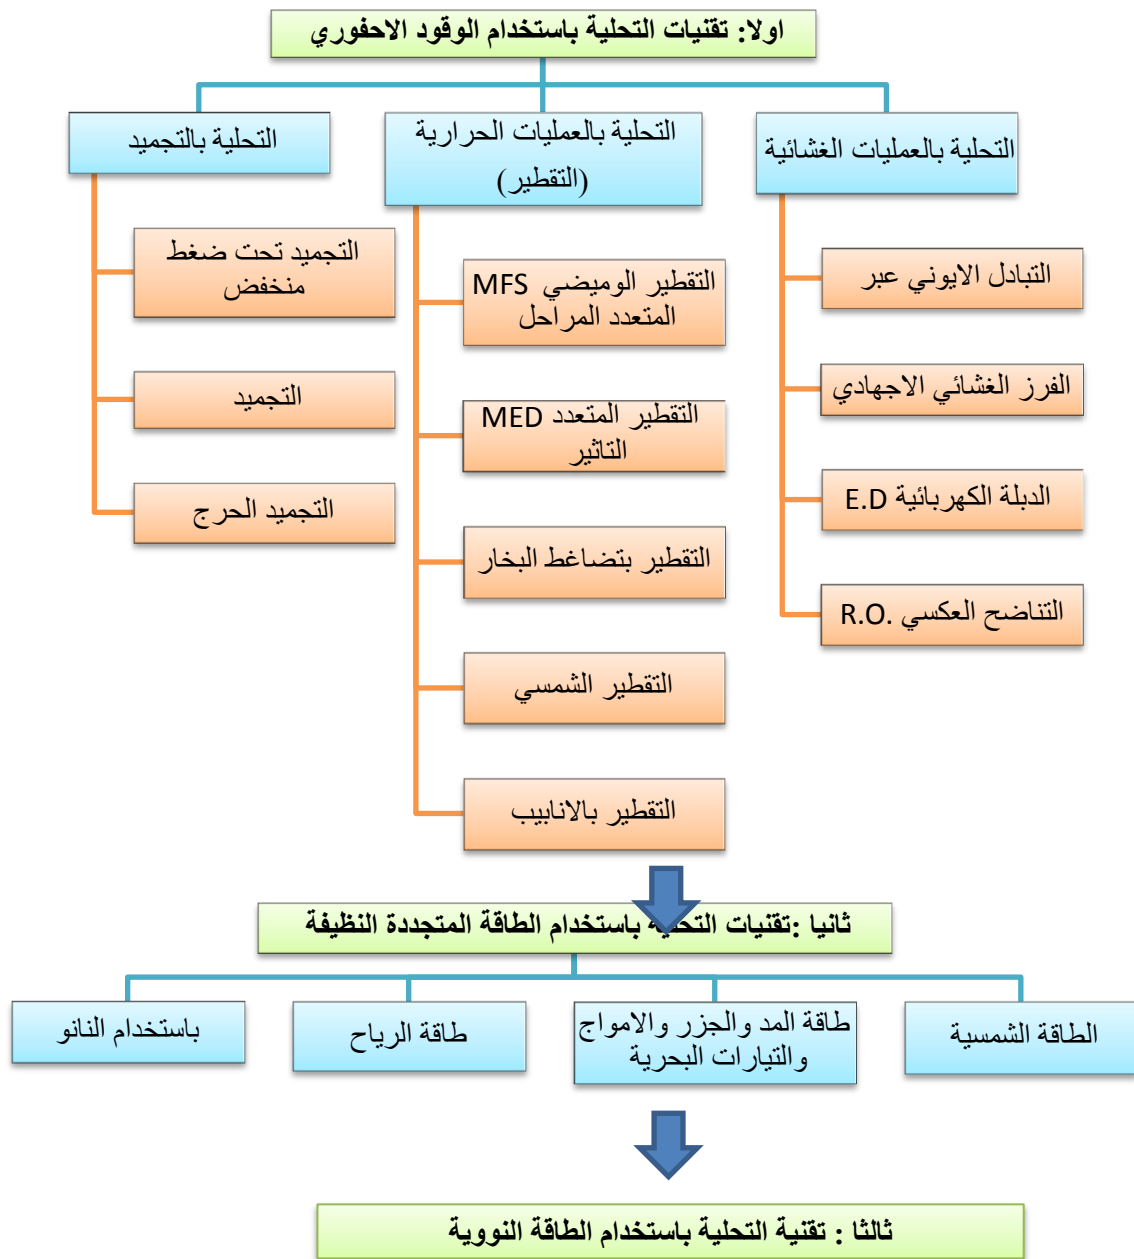 اولا: تقنيات التحلية باستخدام الوقود الاحفوري
التحلية بالعمليات الغشائية
التبادل الايوني عبر
الفرز الغشائي الاجهادي
الدبلة الكهربائية E.D
التناضح العكسي R.O.
التحلية بالعمليات الحرارية
(التقطير)
التقطير الوميضي MFS
المتعدد المراحل
التقطير المتعدد MED
التاثير
التقطير بتضاغط البخار
التقطير الشمسي
التقطير بالانابيب
التحلية بالتجميد
التجميد تحت ضغط
منخفض
التجميد
التجميد الحرج
ثانيا :تقنيات التحلية باستخدام الطاقة المتجددة النظيفة
الطاقة الشمسية
طاقة المد والجزر والامواج
والتيارات البحرية
طاقة الرياح
باستخدام النانو
ثالثا : تقنية التحلية باستخدام الطاقة النووية